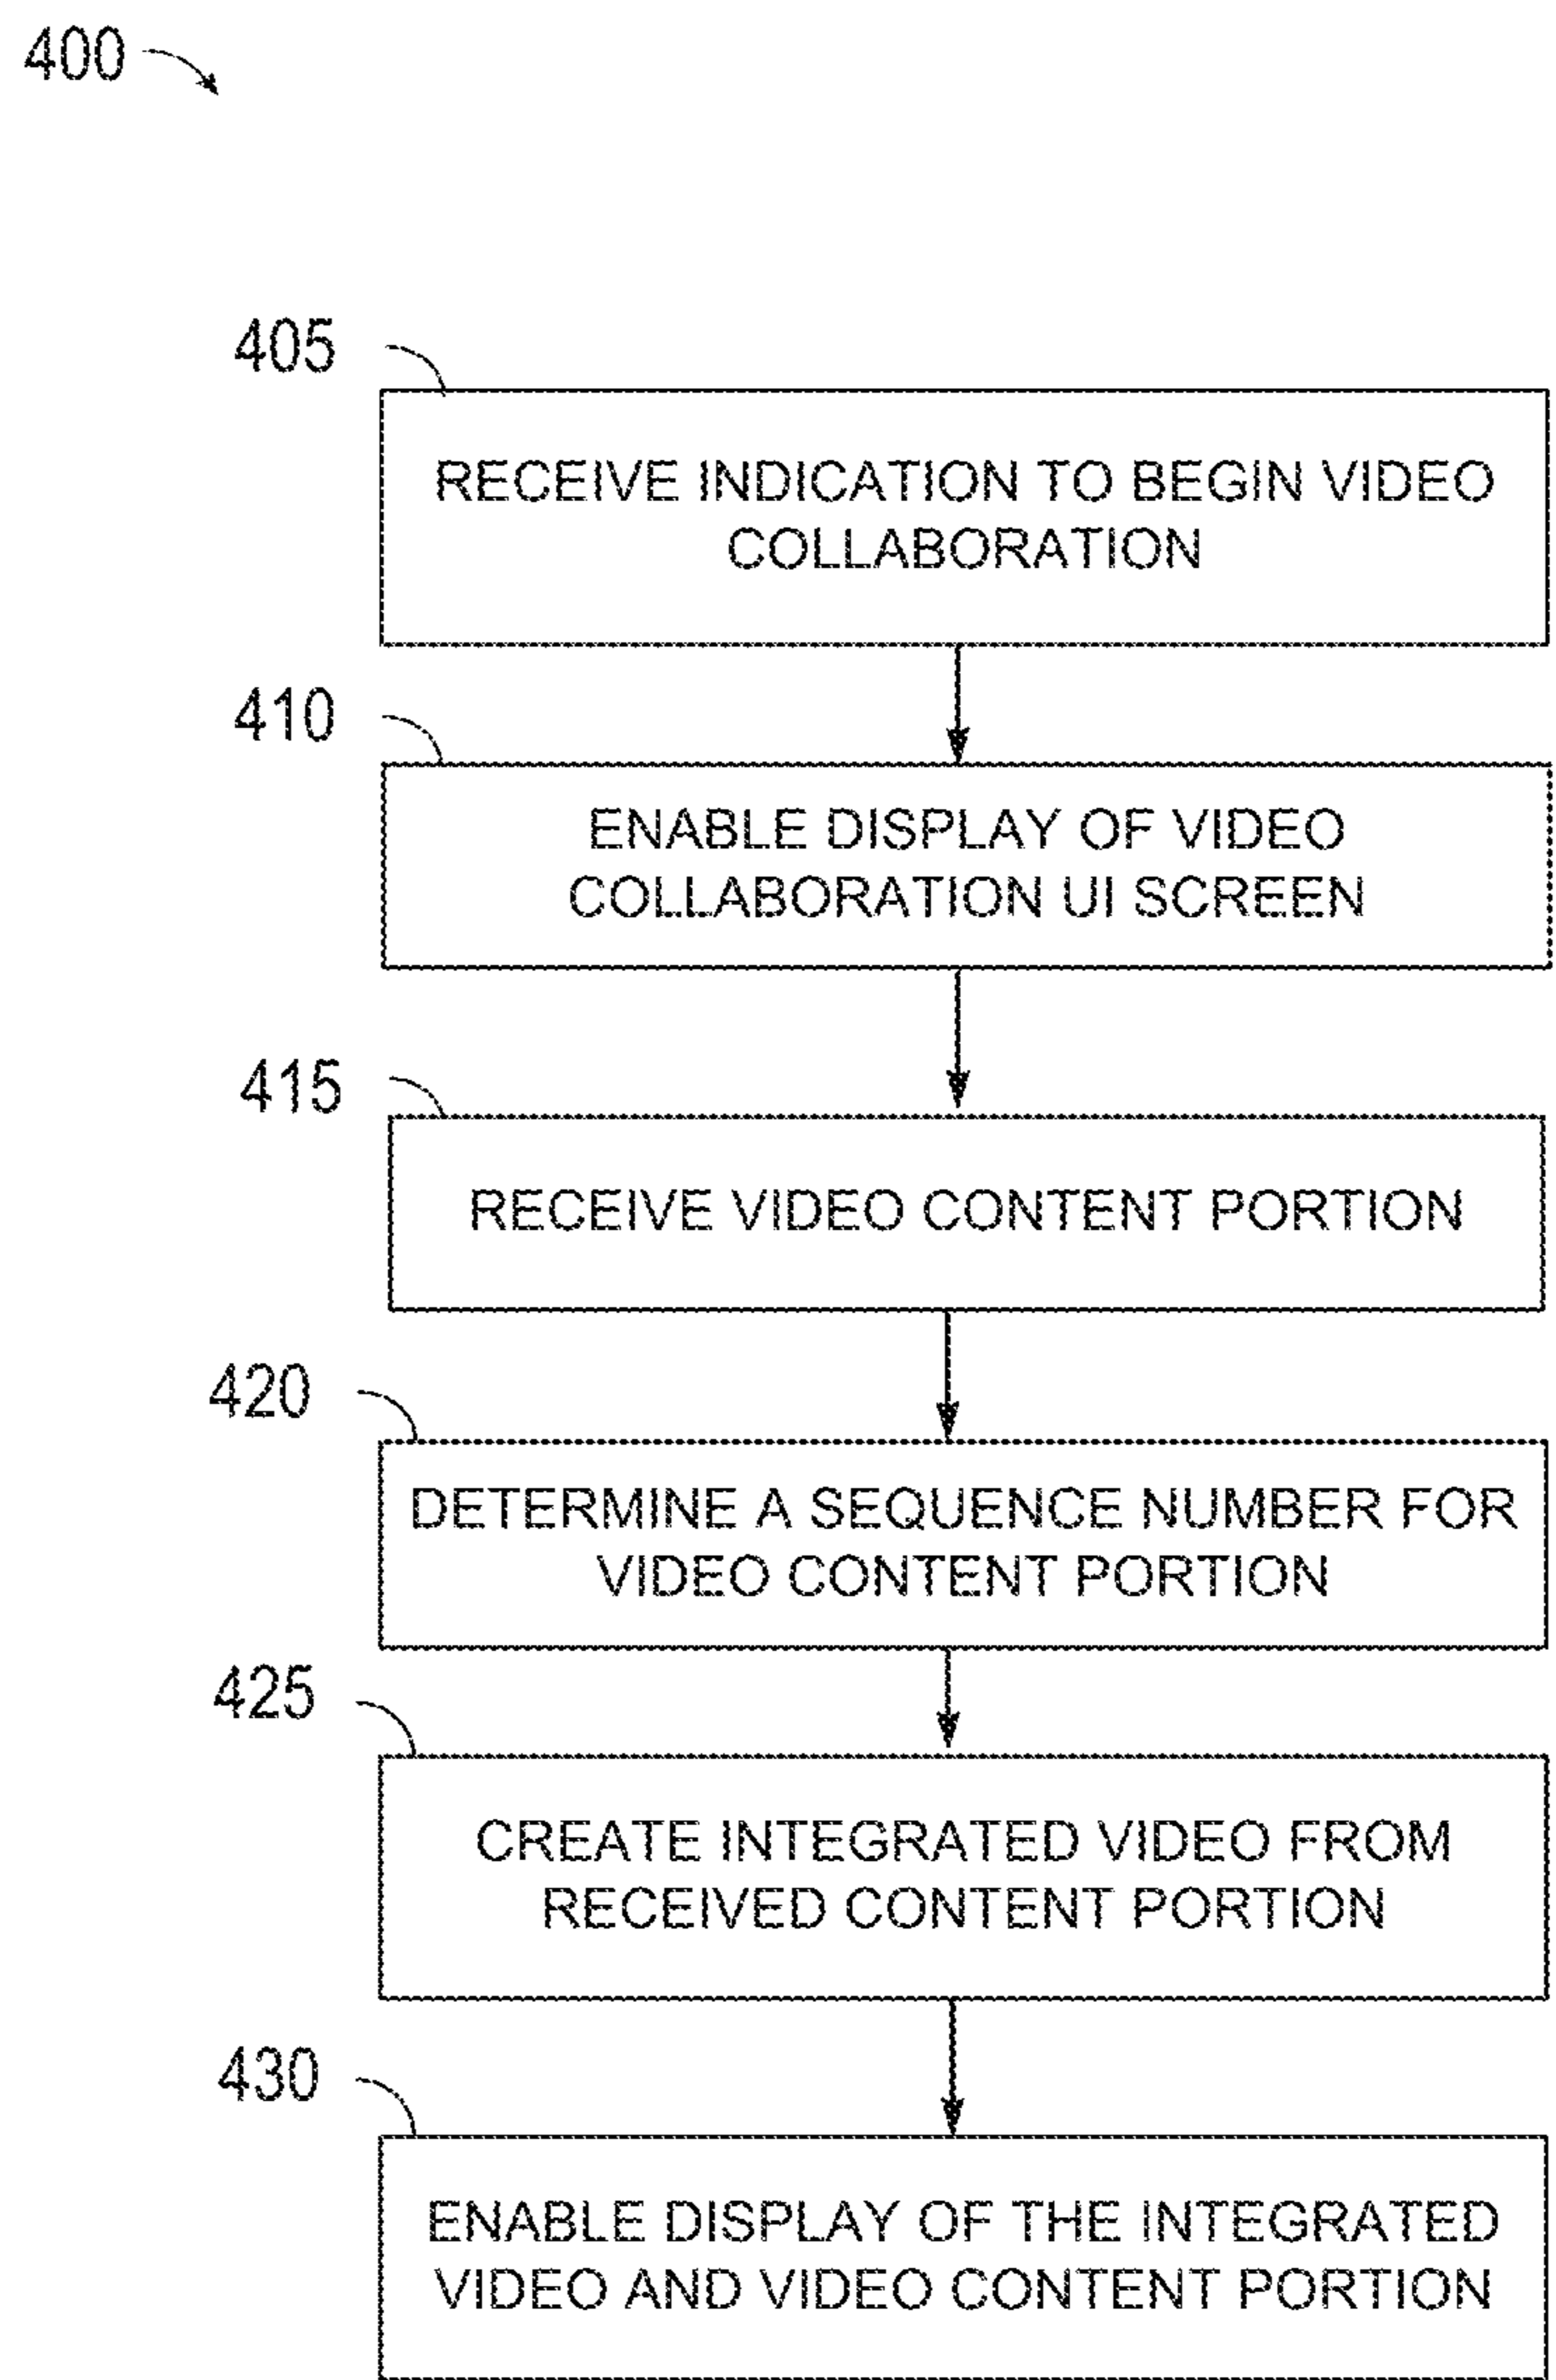 400
405
RECEIVE INDICATION TO BEGIN VIDEO
COLLABORATION
410
ENABLE DISPLAY OF VIDEO
COLLABORATION UI SCREEN
415
RECEIVE VIDEO CONTENT PORTION
420
DETERMINE A SEQUENCE NUMBER FOR
VIDEO CONTENT PORTION
425
CREATE INTEGRATED VIDEO FROM
RECEIVED CONTENT PORTION
430
ENABLE DISPLAY OF THE INTEGRATED
VIDEO AND VIDEO CONTENT PORTION